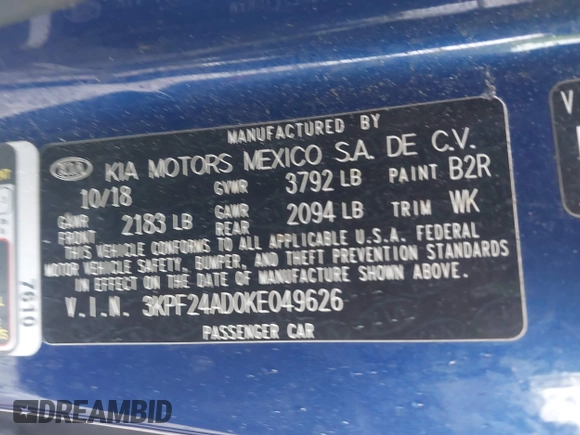 MANUFACTURED BY
KIA KIA MOTORS MEXICO S.A. DE C.V.
10/18 GVWR 3792 LB PAINT B2R
GAWR FRONT 2183 LB GAWR REAR 2094 LB TRIM WK
THIS VEHICLE CONFORMS TO ALL APPLICABLE U.S.A. FEDERAL
MOTOR VEHICLE SAFETY, BUMPER, AND THEFT PREVENTION STANDARDS
IN EFFECT ON THE DATE OF MANUFACTURE SHOWN ABOVE.
V.I.N. 3KPF24AD0KE049626
PASSENGER CAR
7610
V
DREAMBID